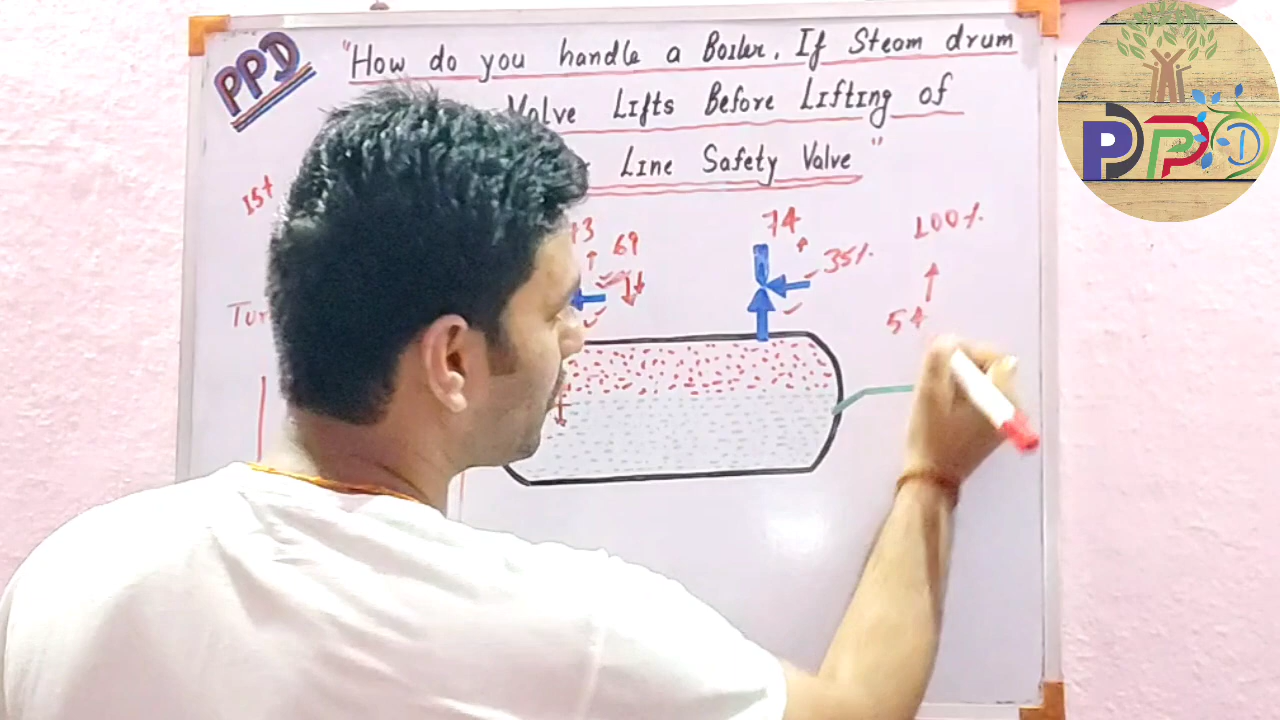 PPD
"How do you handle a Boiler. If Steam drum
Valve Lifts Before Lifting of
Line Safety Valve"
1st
69
74
35%
100%
54
Tur
PPD